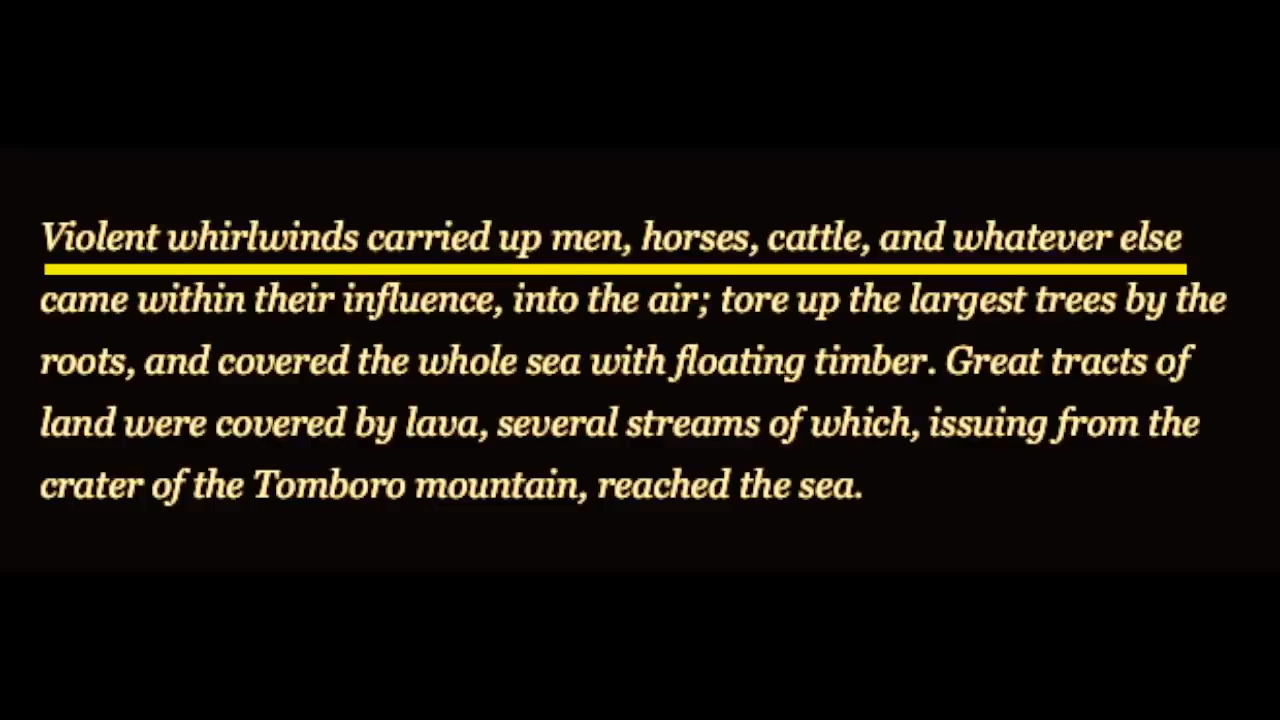 Violent whirlwinds carried up men, horses, cattle, and whatever else
came within their influence, into the air; tore up the largest trees by the
roots, and covered the whole sea with floating timber. Great tracts of
land were covered by lava, several streams of which, issuing from the
crater of the Tomboro mountain, reached the sea.